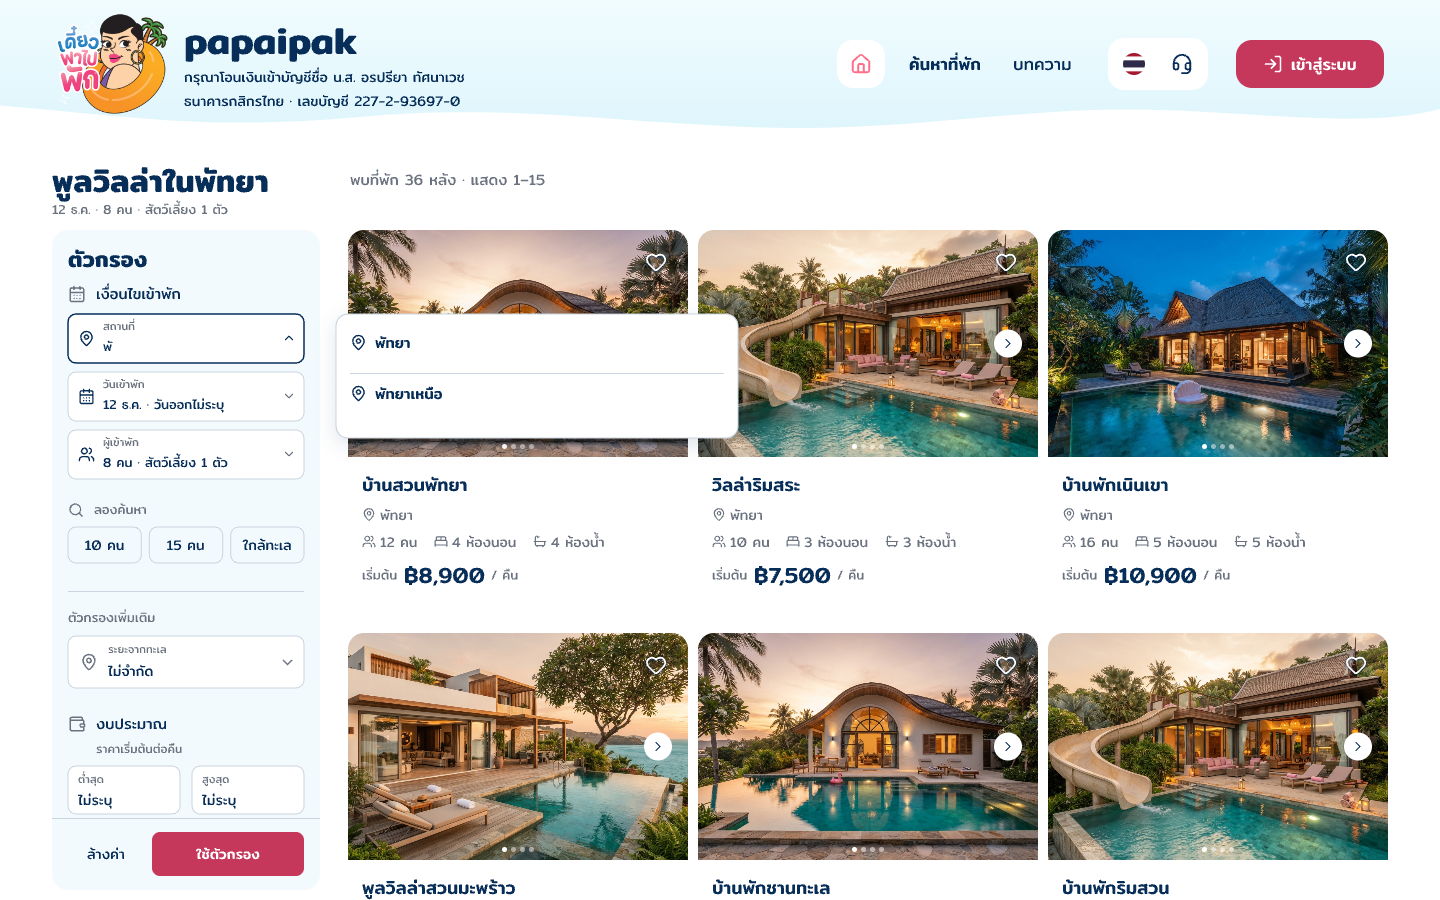 เดี๋ยว
พาไป
พัก
papaipak
กรุณาโอนเงินเข้าบัญชีชื่อ น.ส. อรปรียา ทัศนาเวช
ธนาคารกสิกรไทย · เลขบัญชี 227-2-93697-0
ค้นหาที่พัก
บทความ
เข้าสู่ระบบ
พูลวิลล่าในพัทยา
12 ธ.ค. · 8 คน · สัตว์เลี้ยง 1 ตัว
พบที่พัก 36 หลัง · แสดง 1–15
ตัวกรอง
เงื่อนไขเข้าพัก
สถานที่
พั
วันเข้าพัก
12 ธ.ค. · วันออกไม่ระบุ
ผู้เข้าพัก
8 คน · สัตว์เลี้ยง 1 ตัว
ลองค้นหา
10 คน
15 คน
ใกล้ทะเล
ตัวกรองเพิ่มเติม
ระยะจากทะเล
ไม่จำกัด
งบประมาณ
ราคาเริ่มต้นต่อคืน
ต่ำสุด
ไม่ระบุ
สูงสุด
ไม่ระบุ
ล้างค่า
ใช้ตัวกรอง
พัทยา
พัทยาเหนือ
บ้านสวนพัทยา
พัทยา
12 คน 4 ห้องนอน 4 ห้องน้ำ
เริ่มต้น ฿8,900 / คืน
วิลล่าริมสระ
พัทยา
10 คน 3 ห้องนอน 3 ห้องน้ำ
เริ่มต้น ฿7,500 / คืน
บ้านพักเนินเขา
พัทยา
16 คน 5 ห้องนอน 5 ห้องน้ำ
เริ่มต้น ฿10,900 / คืน
พูลวิลล่าสวนมะพร้าว
บ้านพักชานทะเล
บ้านพักริมสวน